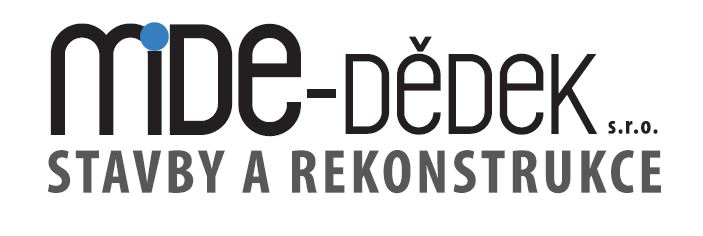 MiDe-DĚDEK s.r.o.
STAVBY A REKONSTRUKCE